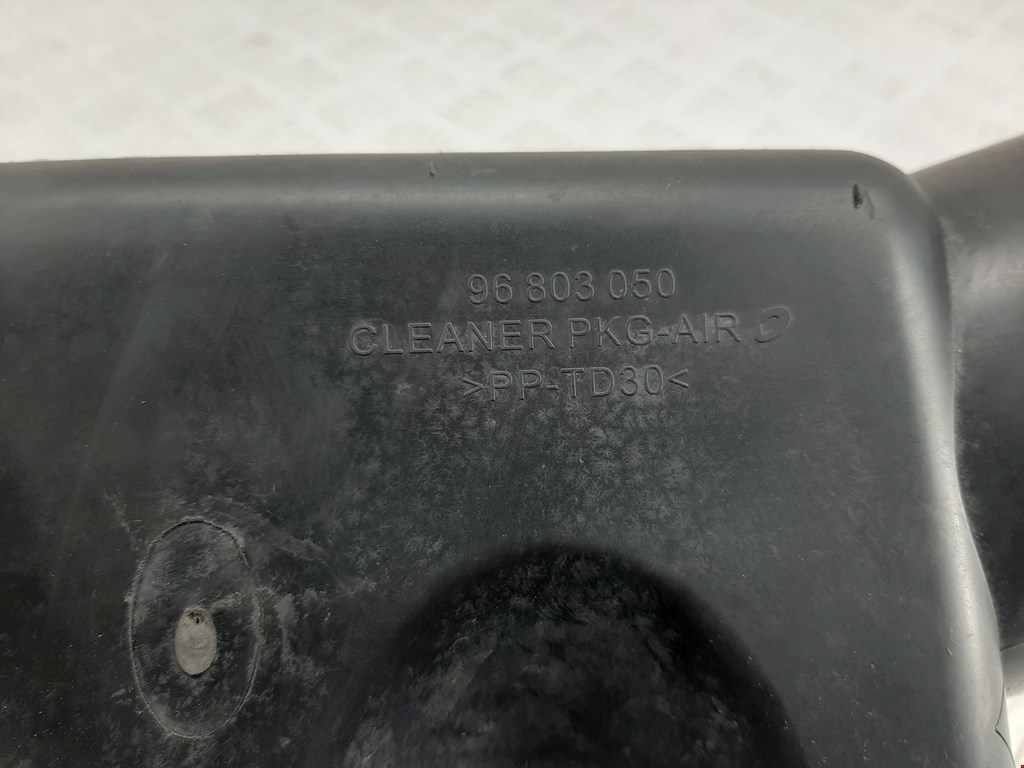 96 803 050
CLEANER PKG-AIR
>PP-TD30<